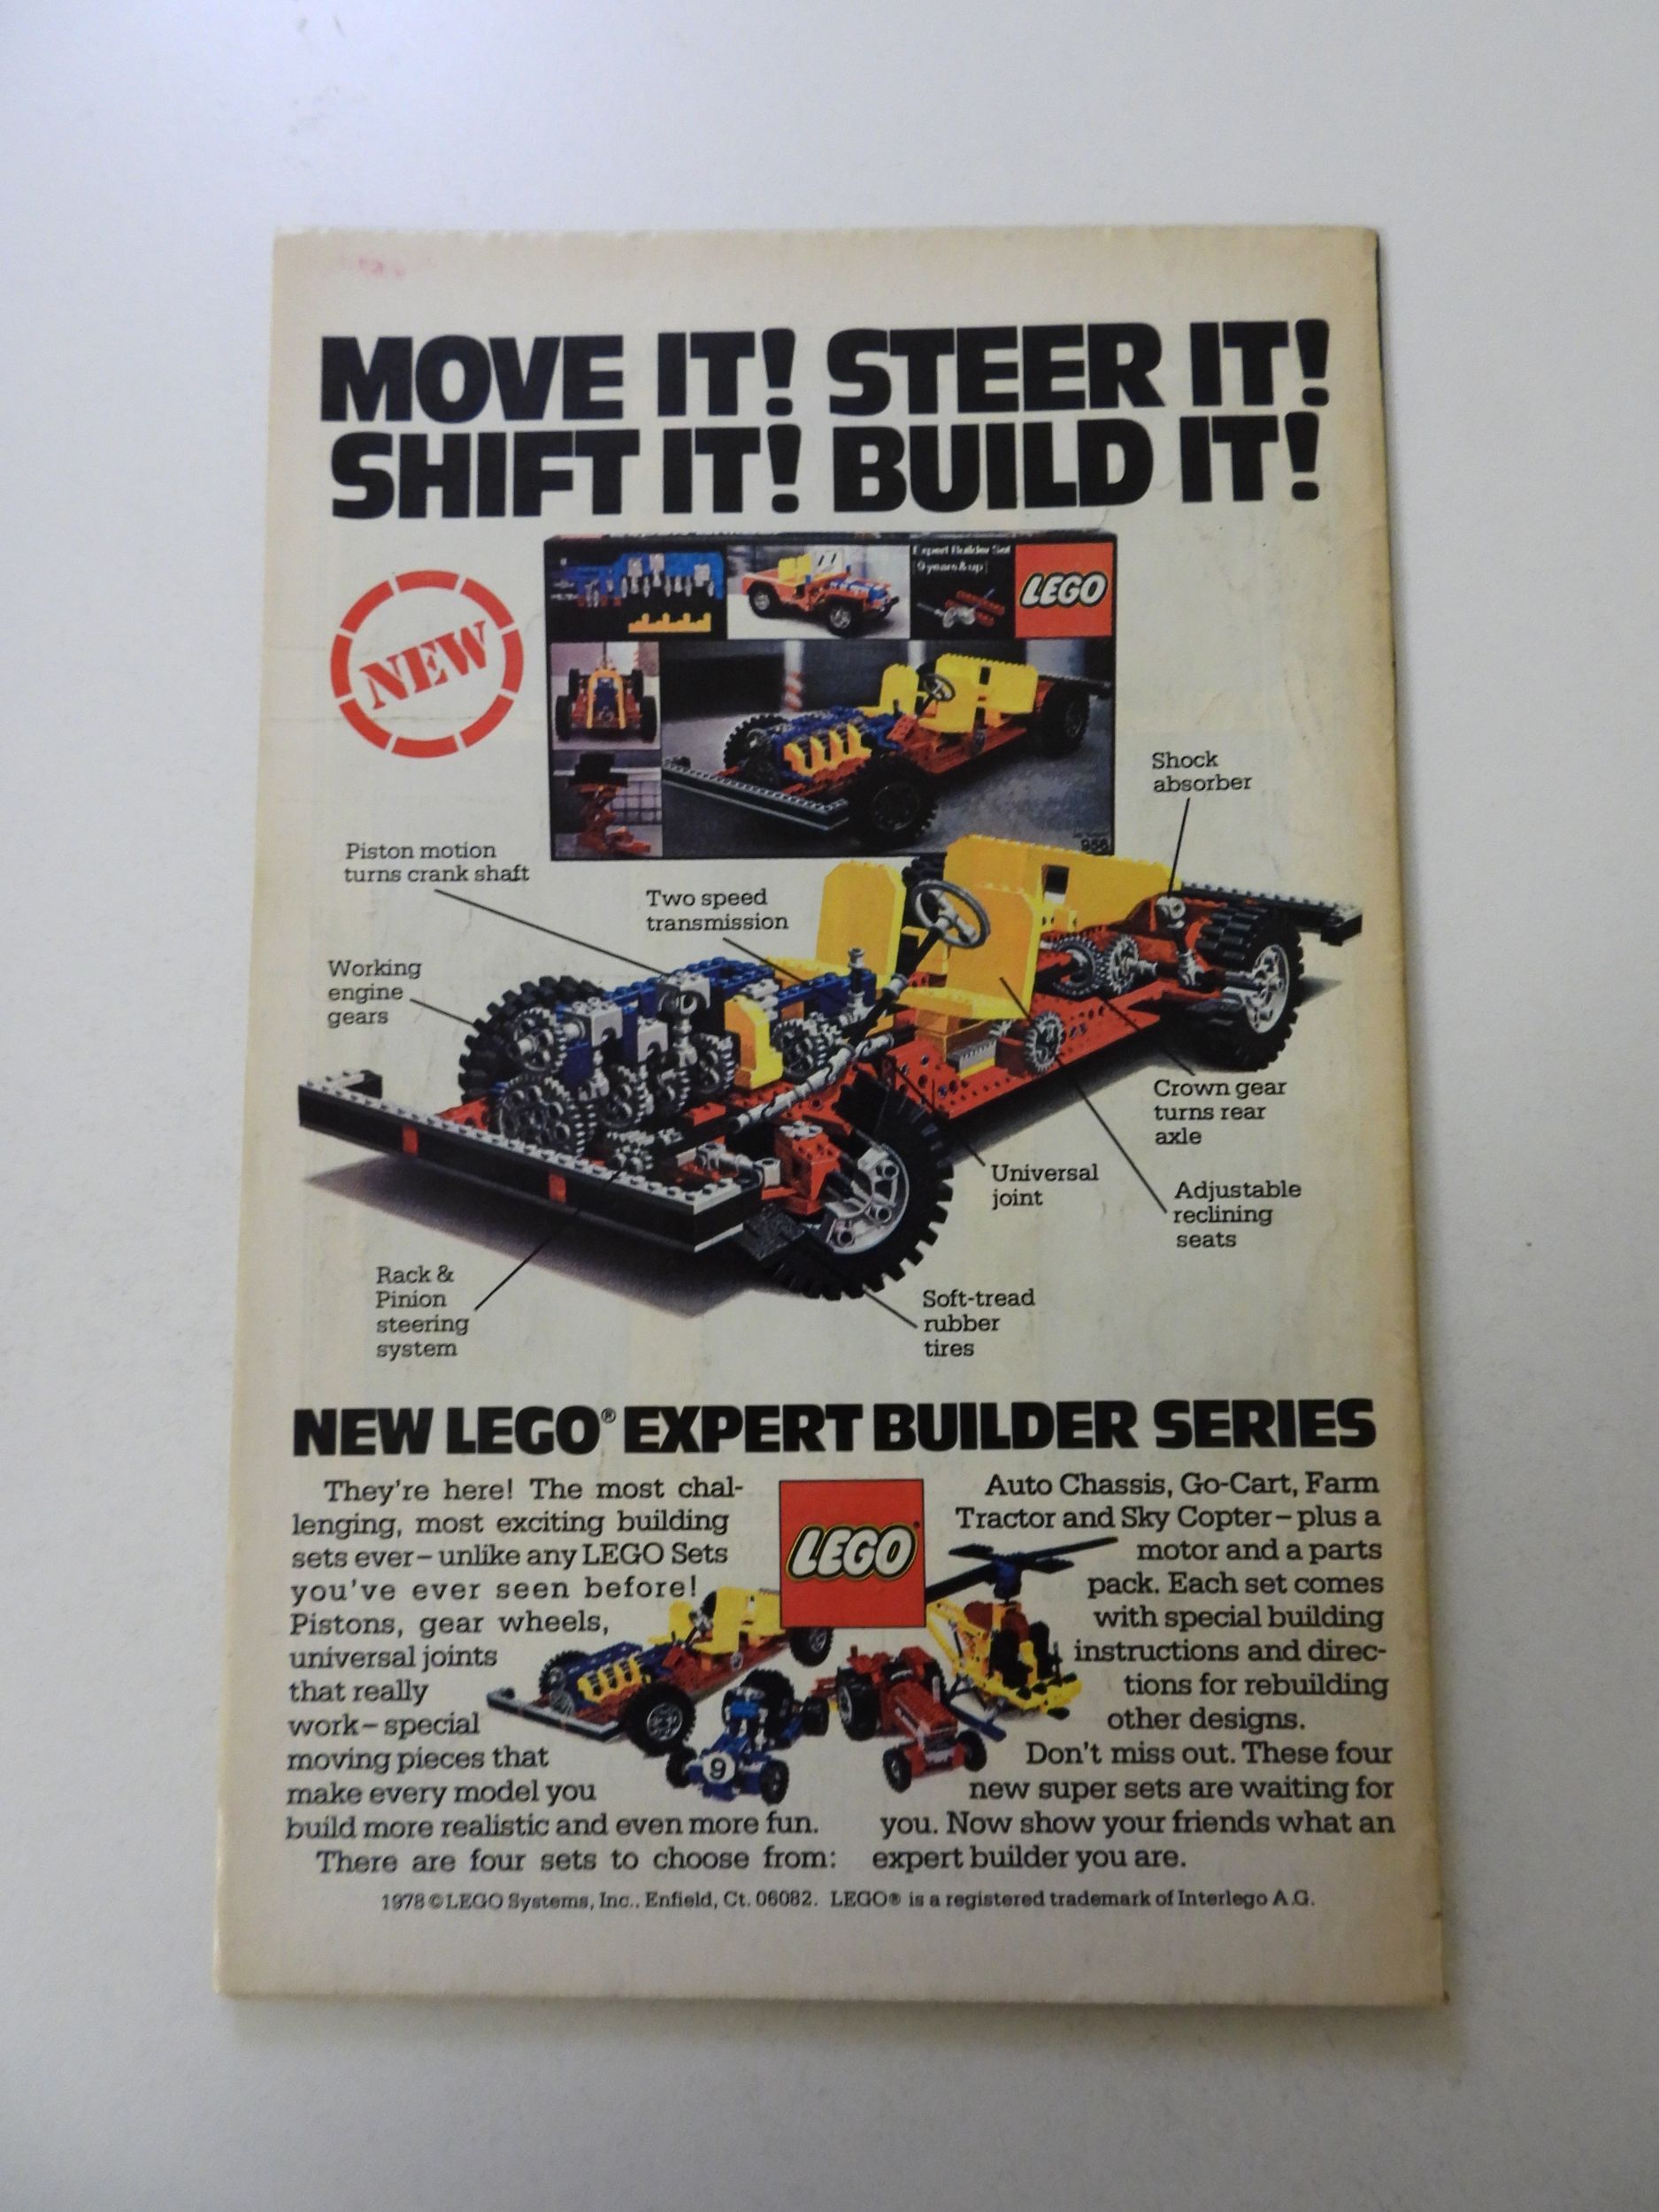 MOVE IT! STEER IT!
SHIFT IT! BUILD IT!
NEW
Expert Builder Set
9 years & up
LEGO
956
Shock
absorber
Piston motion
turns crank shaft
Two speed
transmission
Working
engine
gears
Crown gear
turns rear
axle
Universal
joint
Adjustable
reclining
seats
Rack &
Pinion
steering
system
Soft-tread
rubber
tires
NEW LEGO® EXPERT BUILDER SERIES
They're here! The most chal-
lenging, most exciting building
sets ever–unlike any LEGO Sets
you've ever seen before!
Pistons, gear wheels,
universal joints
that really
work–special
moving pieces that
make every model you
build more realistic and even more fun.
There are four sets to choose from:
LEGO®
9
Auto Chassis, Go-Cart, Farm
Tractor and Sky Copter–plus a
motor and a parts
pack. Each set comes
with special building
instructions and direc-
tions for rebuilding
other designs.
Don't miss out. These four
new super sets are waiting for
you. Now show your friends what an
expert builder you are.
1978 © LEGO Systems, Inc., Enfield, Ct. 06082. LEGO® is a registered trademark of Interlego A.G.